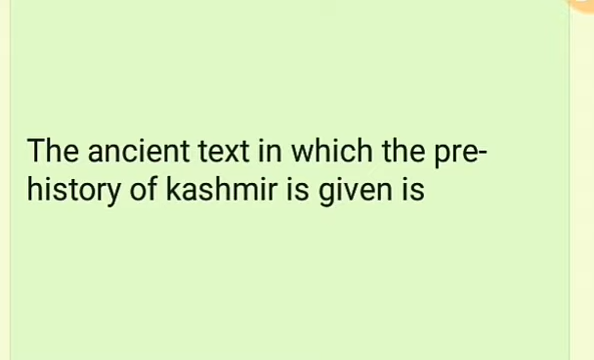 The ancient text in which the pre-
history of kashmir is given is